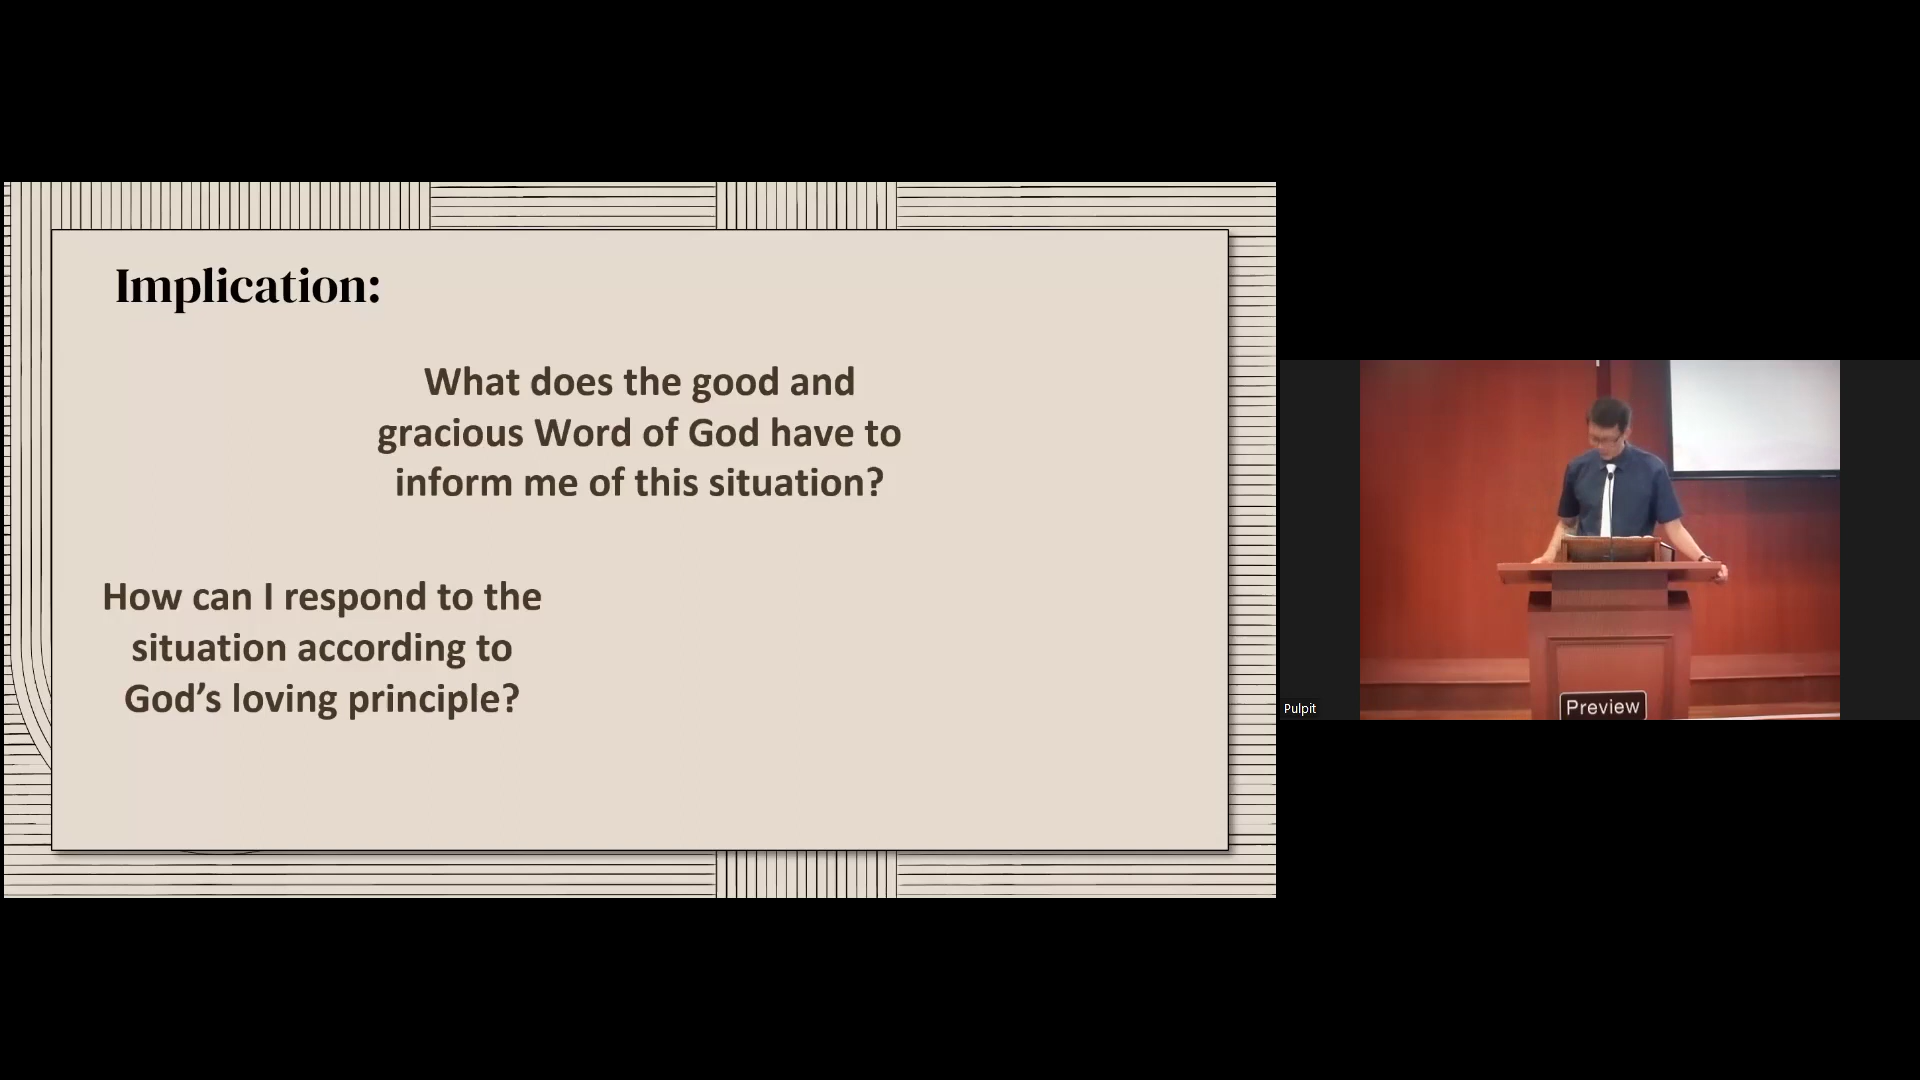 Implication:
What does the good and
gracious Word of God have to
inform me of this situation?
How can I respond to the
situation according to
God’s loving principle?
Pulpit
Preview